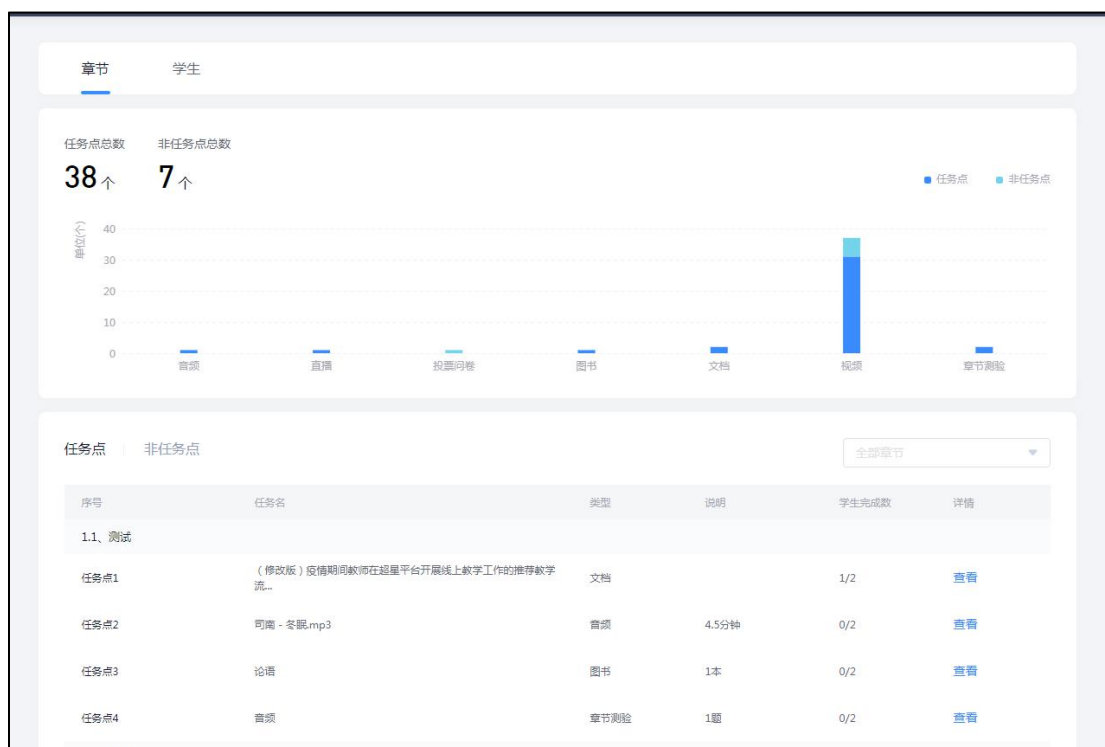 章节 学生
任务点总数 非任务点总数
38个 7个
任务点 非任务点
单位(个)
40
30
20
10
0
音频 直播 投票问卷 图书 文档 视频 章节测验
任务点 非任务点 全部章节
序号 任务名 类型 说明 学生完成数 详情
1.1、测试
任务点1 （修改版）疫情期间教师在超星平台开展线上教学工作的推荐教学流... 文档 1/2 查看
任务点2 司南 - 冬眠.mp3 音频 4.5分钟 0/2 查看
任务点3 论语 图书 1本 0/2 查看
任务点4 音频 章节测验 1题 0/2 查看